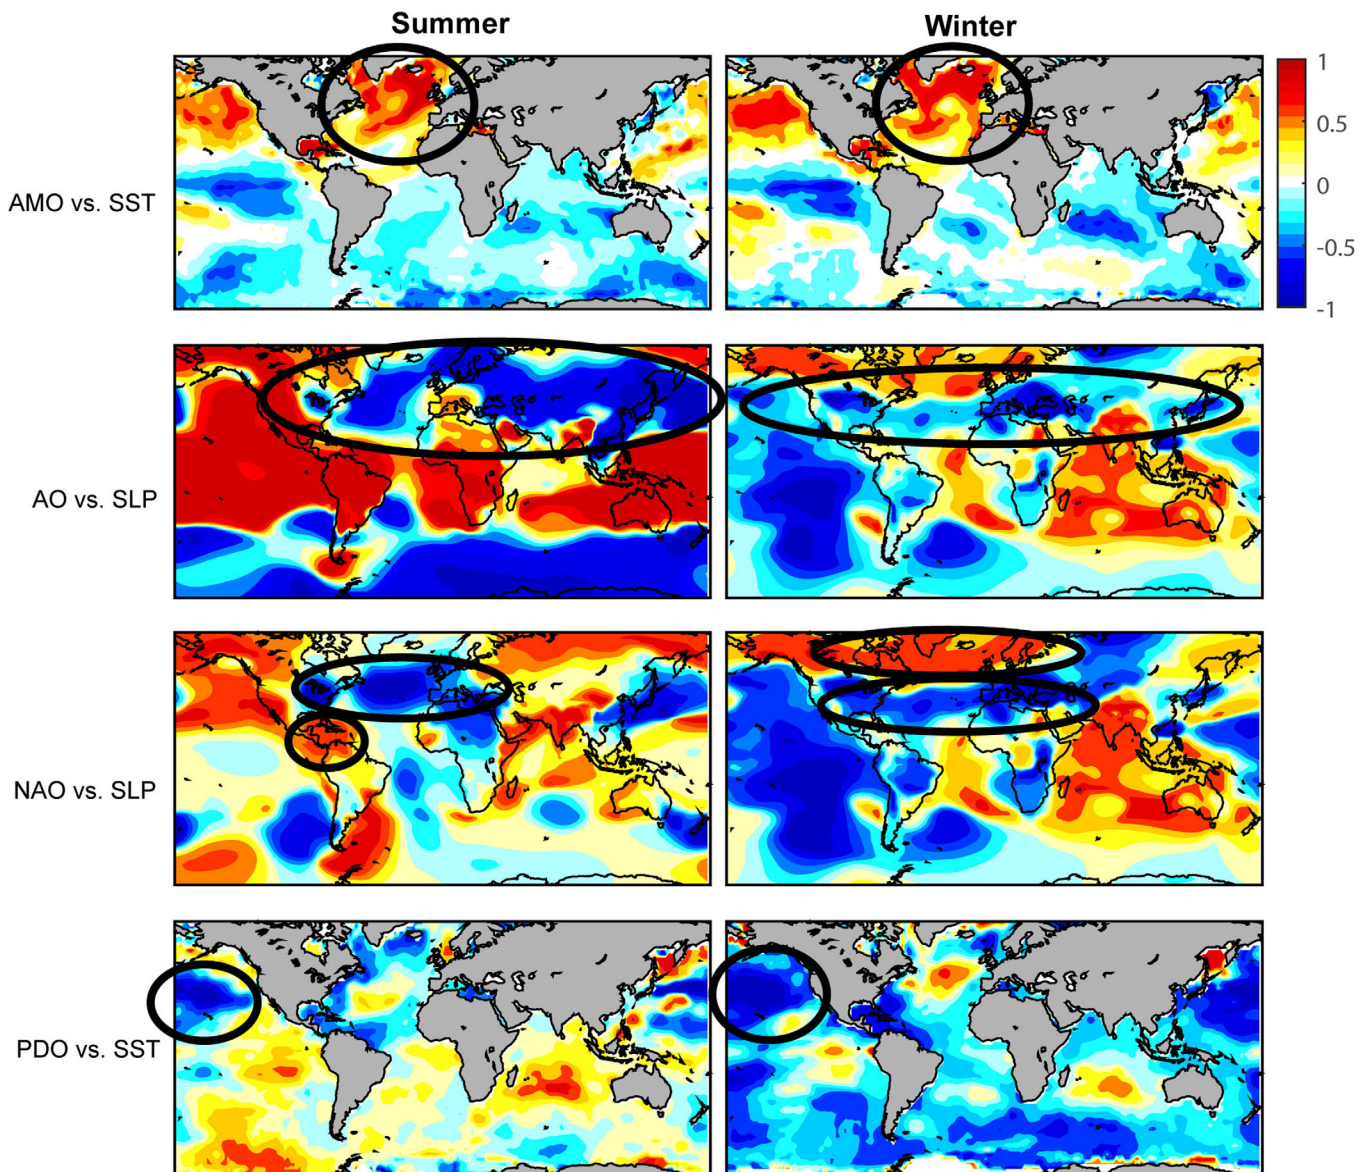 Summer Winter
1
0.5
AMO vs. SST
0
-0.5
-1
AO vs. SLP
NAO vs. SLP
PDO vs. SST